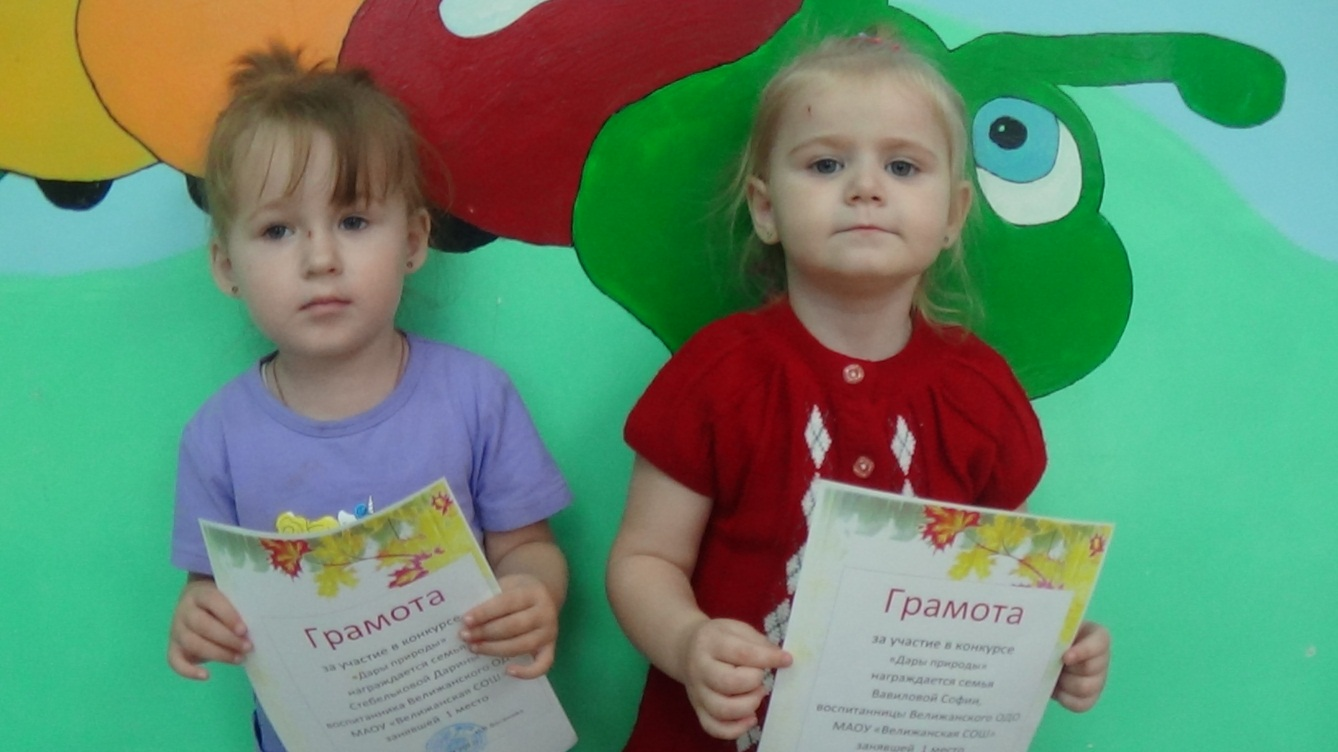 Грамота
за участие в конкурсе
«Дары природы»
награждается семья
Стебельковой Дарины
воспитанника Велижанского ОДО
МАОУ «Велижанская СОШ»
занявшей 1 место
Грамота
за участие в конкурсе
«Дары природы»
награждается семья
Вавиловой Софии,
воспитанницы Велижанского ОДО
МАОУ «Велижанская СОШ»
занявшей 1 место